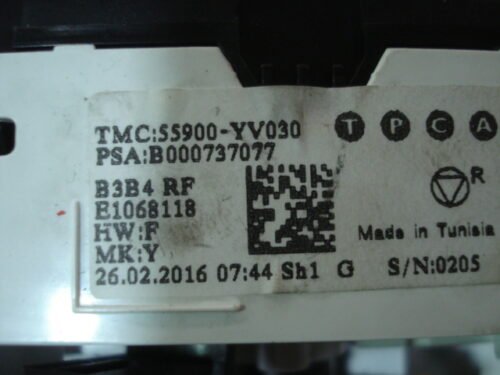 TMC:55900-YV030 T P C A
PSA:B000737077
B3B4 RF R
E1068118
HW:F Made in Tunisia
MK:Y
26.02.2016 07:44 Sh1 G S/N:0205